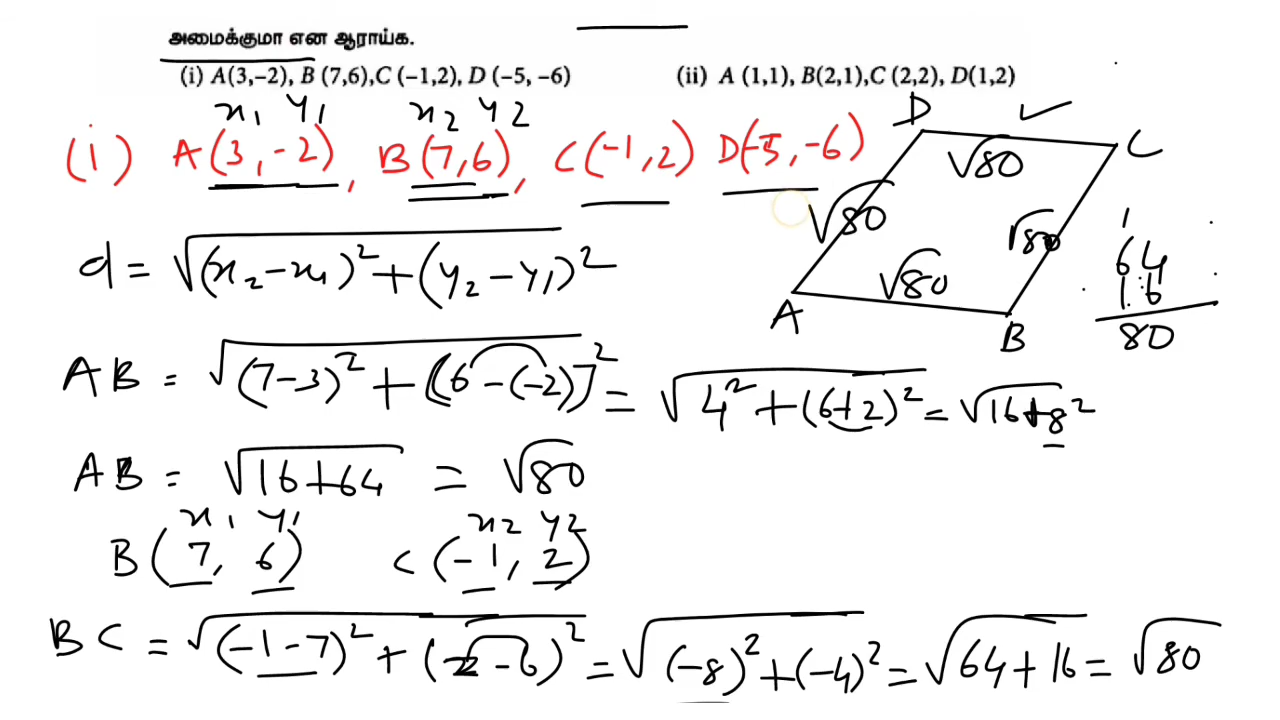 அமைக்குமா என ஆராய்க.
(i) A(3,−2), B (7,6),C (−1,2), D (−5, −6) (ii) A (1,1), B(2,1),C (2,2), D(1,2)
x₁ y₁ x₂ y₂
(i) A(3,-2), B(7,6), C(-1,2) D(-5,-6)
D C
√80
√80 √80
√80
A B
1
64
16
80
d = √(x₂-x₁)²+(y₂-y₁)²
AB = √(7-3)²+[6-(-2)]² = √4²+(6+2)² = √16+8²
AB = √16+64 = √80
x₁ y₁ x₂ y₂
B(7,6) C(-1,2)
BC = √(-1-7)²+(2-6)² = √(-8)²+(-4)² = √64+16 = √80